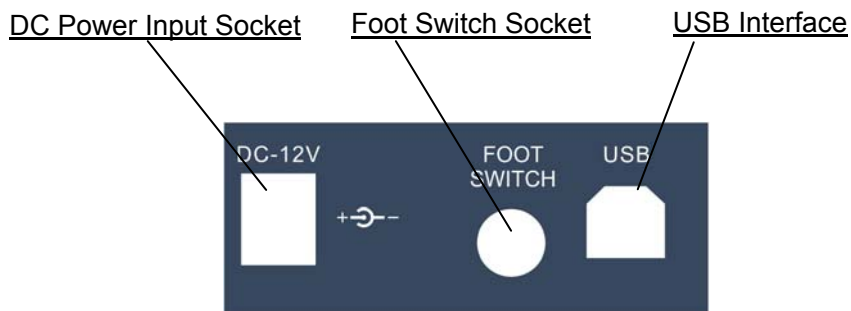 DC Power Input Socket Foot Switch Socket USB Interface
DC-12V FOOT USB
SWITCH
+ -